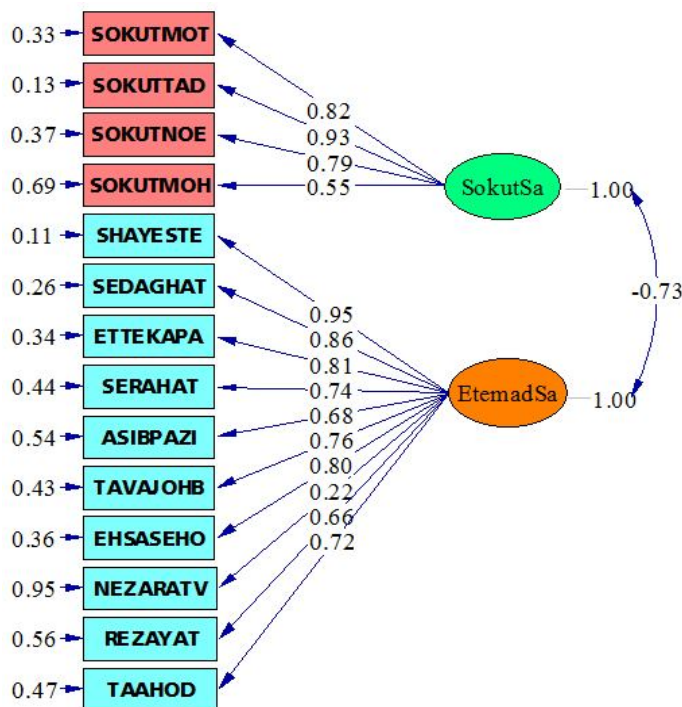 0.33 SOKUTMOT
0.13 SOKUTTAD
0.37 SOKUTNOE
0.69 SOKUTMOH
0.11 SHAYESTE
0.26 SEDAGHAT
0.34 ETTEKAPA
0.44 SERAHAT
0.54 ASIBPAZI
0.43 TAVAJOHB
0.36 EHSASEHO
0.95 NEZARATV
0.56 REZAYAT
0.47 TAAHOD
0.82
0.93
0.79
0.55
0.95
0.86
0.81
0.74
0.68
0.76
0.80
0.22
0.66
0.72
SokutSa 1.00
-0.73
EtemadSa 1.00